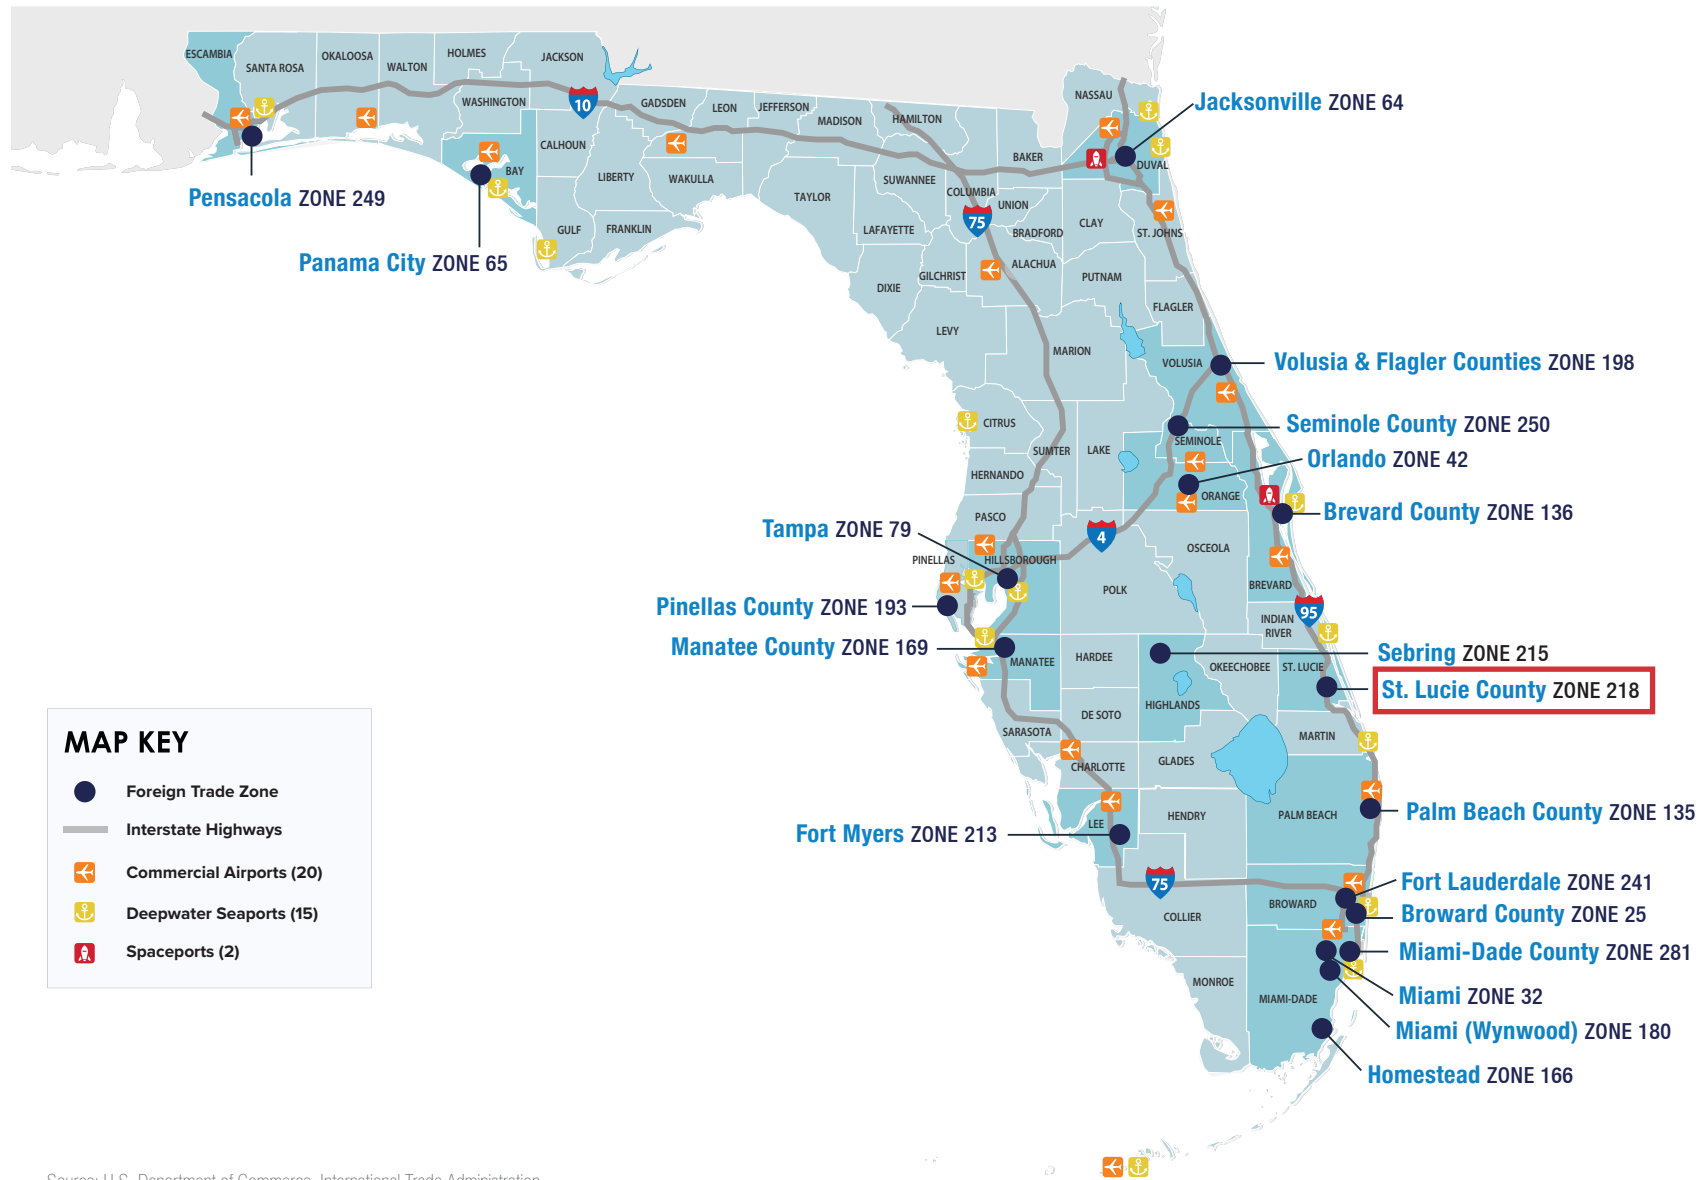 ESCAMBIA
SANTA ROSA
OKALOOSA
WALTON
HOLMES
JACKSON
WASHINGTON
10
GADSDEN
LEON
JEFFERSON
MADISON
HAMILTON
NASSAU
Jacksonville ZONE 64
BAY
CALHOUN
LIBERTY
WAKULLA
TAYLOR
SUWANNEE
COLUMBIA
BAKER
UNION
DUVAL
Pensacola ZONE 249
GULF
FRANKLIN
LAFAYETTE
75
BRADFORD
CLAY
ST. JOHNS
Panama City ZONE 65
DIXIE
GILCHRIST
ALACHUA
PUTNAM
FLAGLER
LEVY
MARION
VOLUSIA
Volusia & Flagler Counties ZONE 198
CITRUS
SUMTER
LAKE
SEMINOLE
Seminole County ZONE 250
Orlando ZONE 42
HERNANDO
ORANGE
Brevard County ZONE 136
PASCO
Tampa ZONE 79
4
PINELLAS
HILLSBOROUGH
OSCEOLA
POLK
BREVARD
Pinellas County ZONE 193
95
INDIAN
RIVER
Manatee County ZONE 169
MANATEE
HARDEE
OKEECHOBEE
ST. LUCIE
Sebring ZONE 215
St. Lucie County ZONE 218
HIGHLANDS
DE SOTO
SARASOTA
MARTIN
CHARLOTTE
GLADES
LEE
HENDRY
PALM BEACH
Palm Beach County ZONE 135
Fort Myers ZONE 213
75
COLLIER
BROWARD
Fort Lauderdale ZONE 241
Broward County ZONE 25
Miami-Dade County ZONE 281
MONROE
MIAMI-DADE
Miami ZONE 32
Miami (Wynwood) ZONE 180
Homestead ZONE 166
MAP KEY
Foreign Trade Zone
Interstate Highways
Commercial Airports (20)
Deepwater Seaports (15)
Spaceports (2)
Source: U.S. Department of Commerce, International Trade Administration